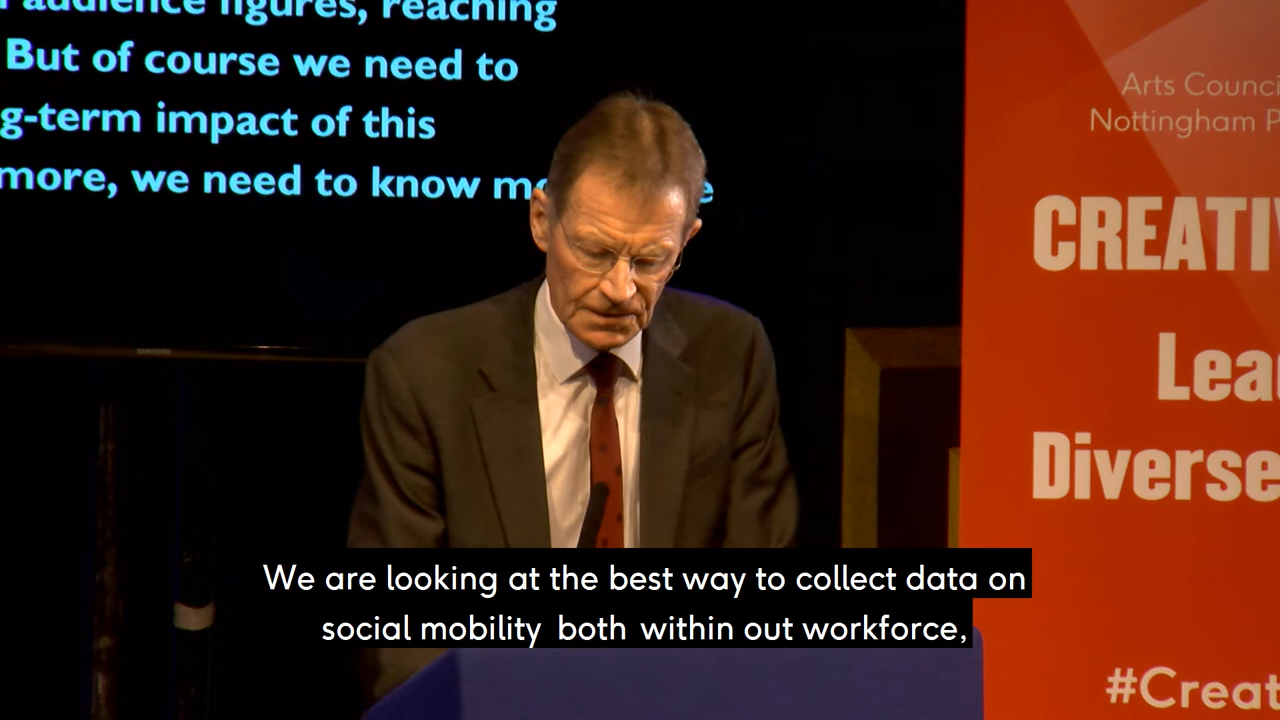 audience figures, reaching
But of course we need to
g-term impact of this
more, we need to know
Arts Counci
Nottingham P
CREATI
Lea
Diverse
#Creat
We are looking at the best way to collect data on
social mobility both within out workforce,